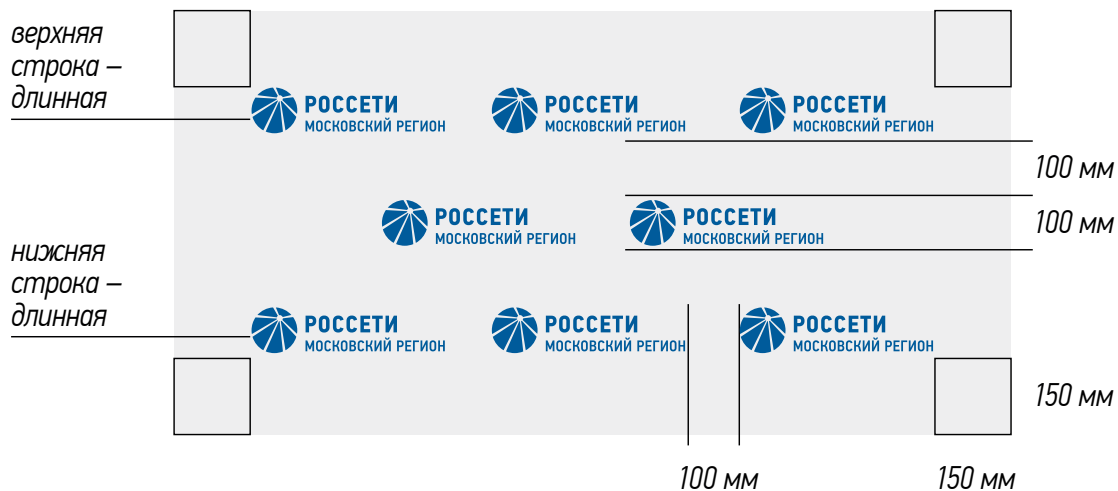 верхняя
строка –
длинная
РОССЕТИ
МОСКОВСКИЙ РЕГИОН
РОССЕТИ
МОСКОВСКИЙ РЕГИОН
РОССЕТИ
МОСКОВСКИЙ РЕГИОН
100 мм
РОССЕТИ
МОСКОВСКИЙ РЕГИОН
РОССЕТИ
МОСКОВСКИЙ РЕГИОН
100 мм
нижняя
строка –
длинная
РОССЕТИ
МОСКОВСКИЙ РЕГИОН
РОССЕТИ
МОСКОВСКИЙ РЕГИОН
РОССЕТИ
МОСКОВСКИЙ РЕГИОН
150 мм
100 мм
150 мм